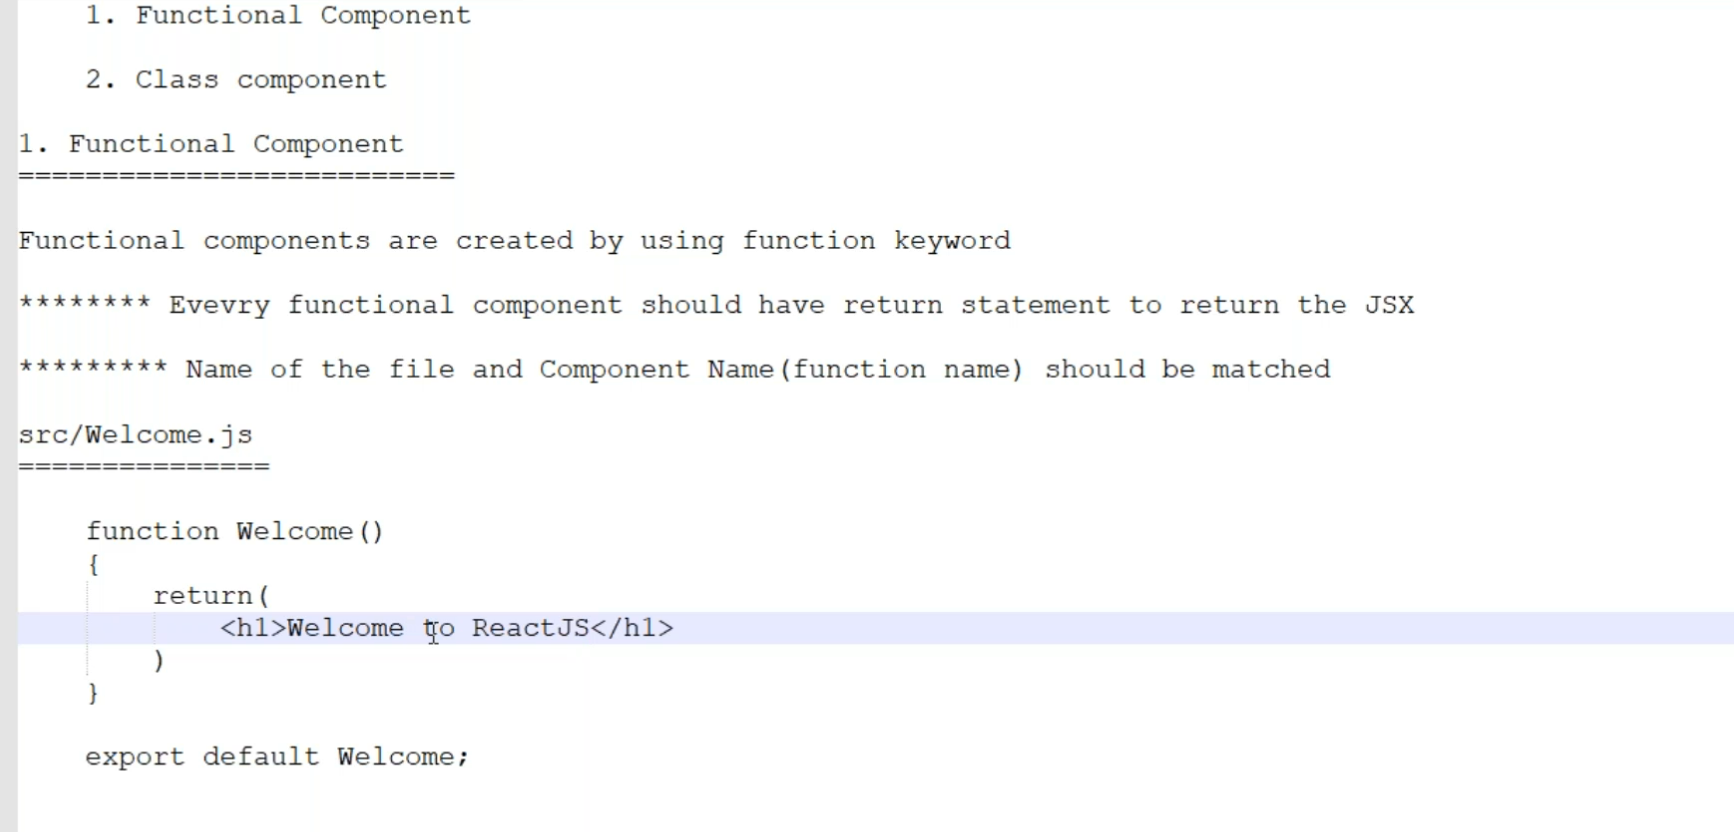 1. Functional Component
2. Class component
1. Functional Component
==========================
Functional components are created by using function keyword
******** Evevry functional component should have return statement to return the JSX
********* Name of the file and Component Name(function name) should be matched
src/Welcome.js
===============
function Welcome()
{
return(
<h1>Welcome to ReactJS</h1>
)
}
export default Welcome;